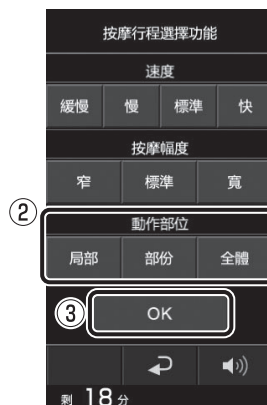 按摩行程選擇功能
速度
緩慢 慢 標準 快
按摩幅度
窄 標準 寬
②
動作部位
局部 部份 全體
③ OK
剩 18 分